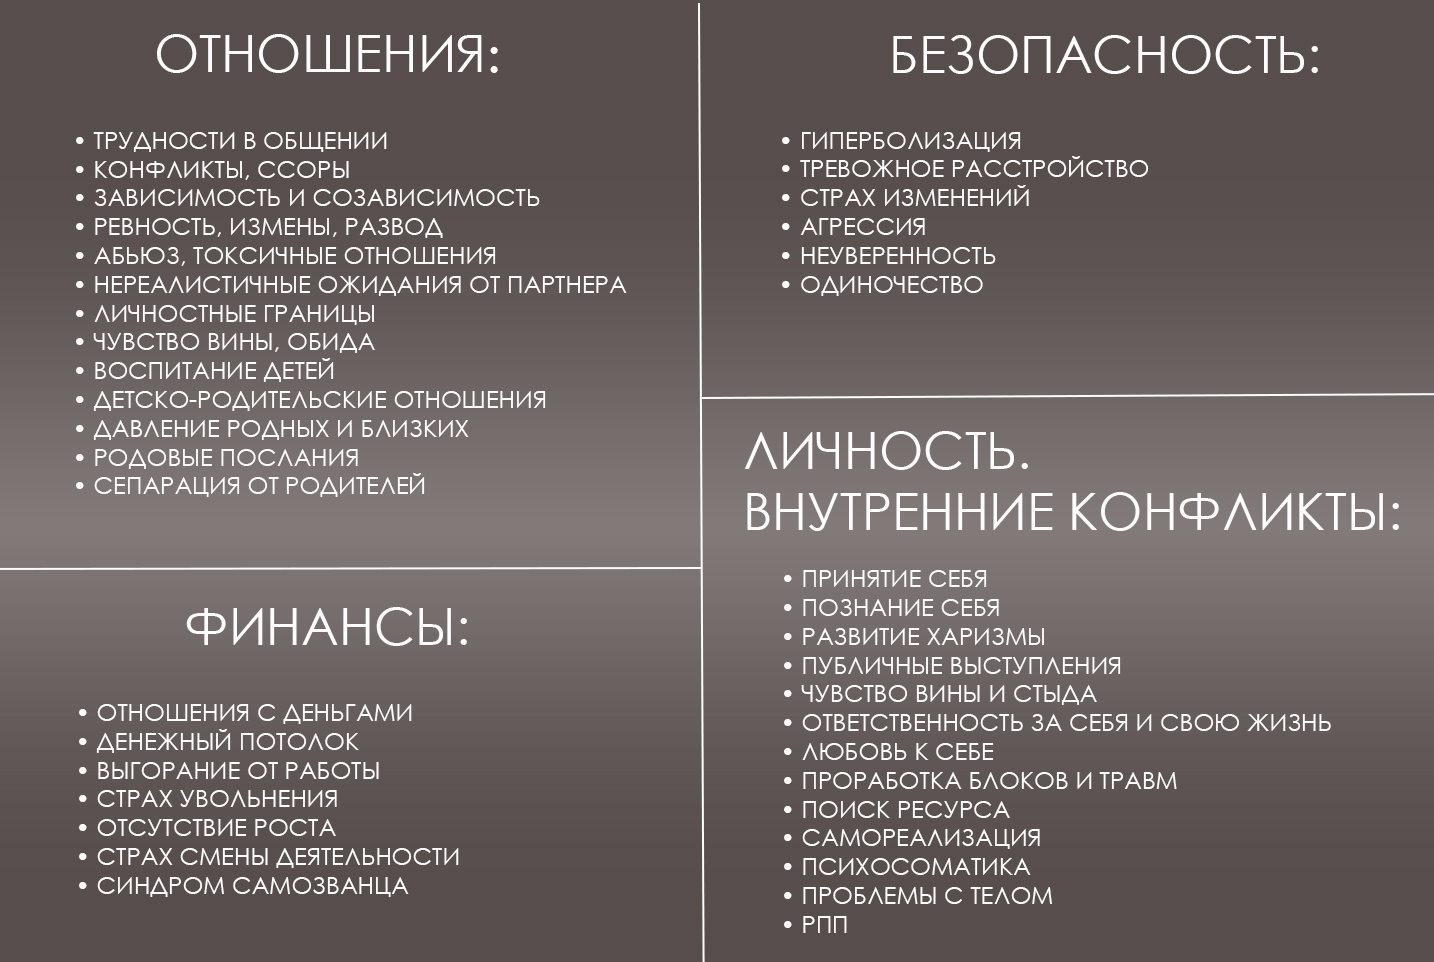 ОТНОШЕНИЯ:
• ТРУДНОСТИ В ОБЩЕНИИ
• КОНФЛИКТЫ, ССОРЫ
• ЗАВИСИМОСТЬ И СОЗАВИСИМОСТЬ
• РЕВНОСТЬ, ИЗМЕНЫ, РАЗВОД
• АБЬЮЗ, ТОКСИЧНЫЕ ОТНОШЕНИЯ
• НЕРЕАЛИСТИЧНЫЕ ОЖИДАНИЯ ОТ ПАРТНЕРА
• ЛИЧНОСТНЫЕ ГРАНИЦЫ
• ЧУВСТВО ВИНЫ, ОБИДА
• ВОСПИТАНИЕ ДЕТЕЙ
• ДЕТСКО-РОДИТЕЛЬСКИЕ ОТНОШЕНИЯ
• ДАВЛЕНИЕ РОДНЫХ И БЛИЗКИХ
• РОДОВЫЕ ПОСЛАНИЯ
• СЕПАРАЦИЯ ОТ РОДИТЕЛЕЙ
ФИНАНСЫ:
• ОТНОШЕНИЯ С ДЕНЬГАМИ
• ДЕНЕЖНЫЙ ПОТОЛОК
• ВЫГОРАНИЕ ОТ РАБОТЫ
• СТРАХ УВОЛЬНЕНИЯ
• ОТСУТСТВИЕ РОСТА
• СТРАХ СМЕНЫ ДЕЯТЕЛЬНОСТИ
• СИНДРОМ САМОЗВАНЦА
БЕЗОПАСНОСТЬ:
• ГИПЕРБОЛИЗАЦИЯ
• ТРЕВОЖНОЕ РАССТРОЙСТВО
• СТРАХ ИЗМЕНЕНИЙ
• АГРЕССИЯ
• НЕУВЕРЕННОСТЬ
• ОДИНОЧЕСТВО
ЛИЧНОСТЬ.
ВНУТРЕННИЕ КОНФЛИКТЫ:
• ПРИНЯТИЕ СЕБЯ
• ПОЗНАНИЕ СЕБЯ
• РАЗВИТИЕ ХАРИЗМЫ
• ПУБЛИЧНЫЕ ВЫСТУПЛЕНИЯ
• ЧУВСТВО ВИНЫ И СТЫДА
• ОТВЕТСТВЕННОСТЬ ЗА СЕБЯ И СВОЮ ЖИЗНЬ
• ЛЮБОВЬ К СЕБЕ
• ПРОРАБОТКА БЛОКОВ И ТРАВМ
• ПОИСК РЕСУРСА
• САМОРЕАЛИЗАЦИЯ
• ПСИХОСОМАТИКА
• ПРОБЛЕМЫ С ТЕЛОМ
• РПП